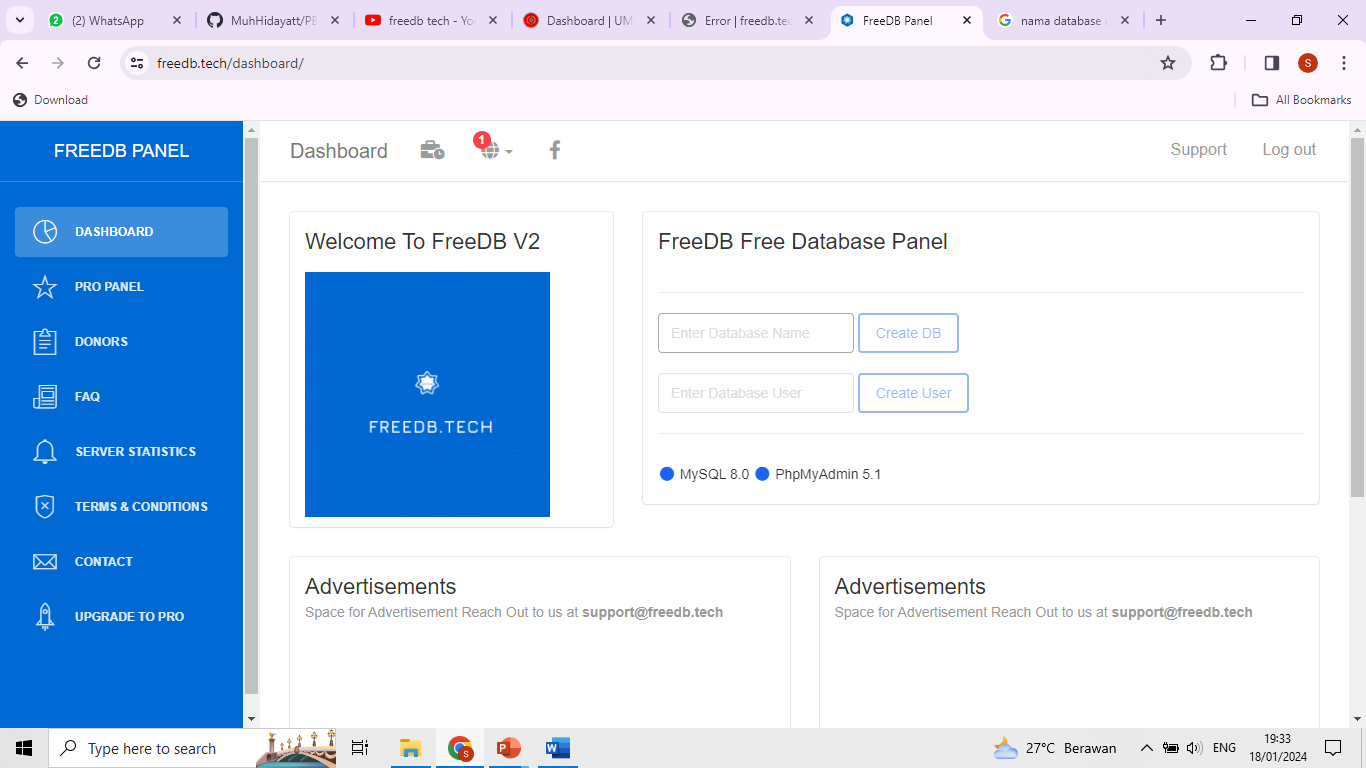 (2) WhatsApp
MuhHidayatt/PB
freedb tech - Yo
Dashboard | UM
Error | freedb.tec
FreeDB Panel
nama database u
freedb.tech/dashboard/
S
Download
All Bookmarks
FREEDB PANEL
DASHBOARD
PRO PANEL
DONORS
FAQ
SERVER STATISTICS
TERMS & CONDITIONS
CONTACT
UPGRADE TO PRO
Dashboard
1
Support
Log out
Welcome To FreeDB V2
FREEDB.TECH
FreeDB Free Database Panel
Enter Database Name
Create DB
Enter Database User
Create User
MySQL 8.0
PhpMyAdmin 5.1
Advertisements
Space for Advertisement Reach Out to us at support@freedb.tech
Advertisements
Space for Advertisement Reach Out to us at support@freedb.tech
Type here to search
27°C Berawan
ENG
19:33
18/01/2024